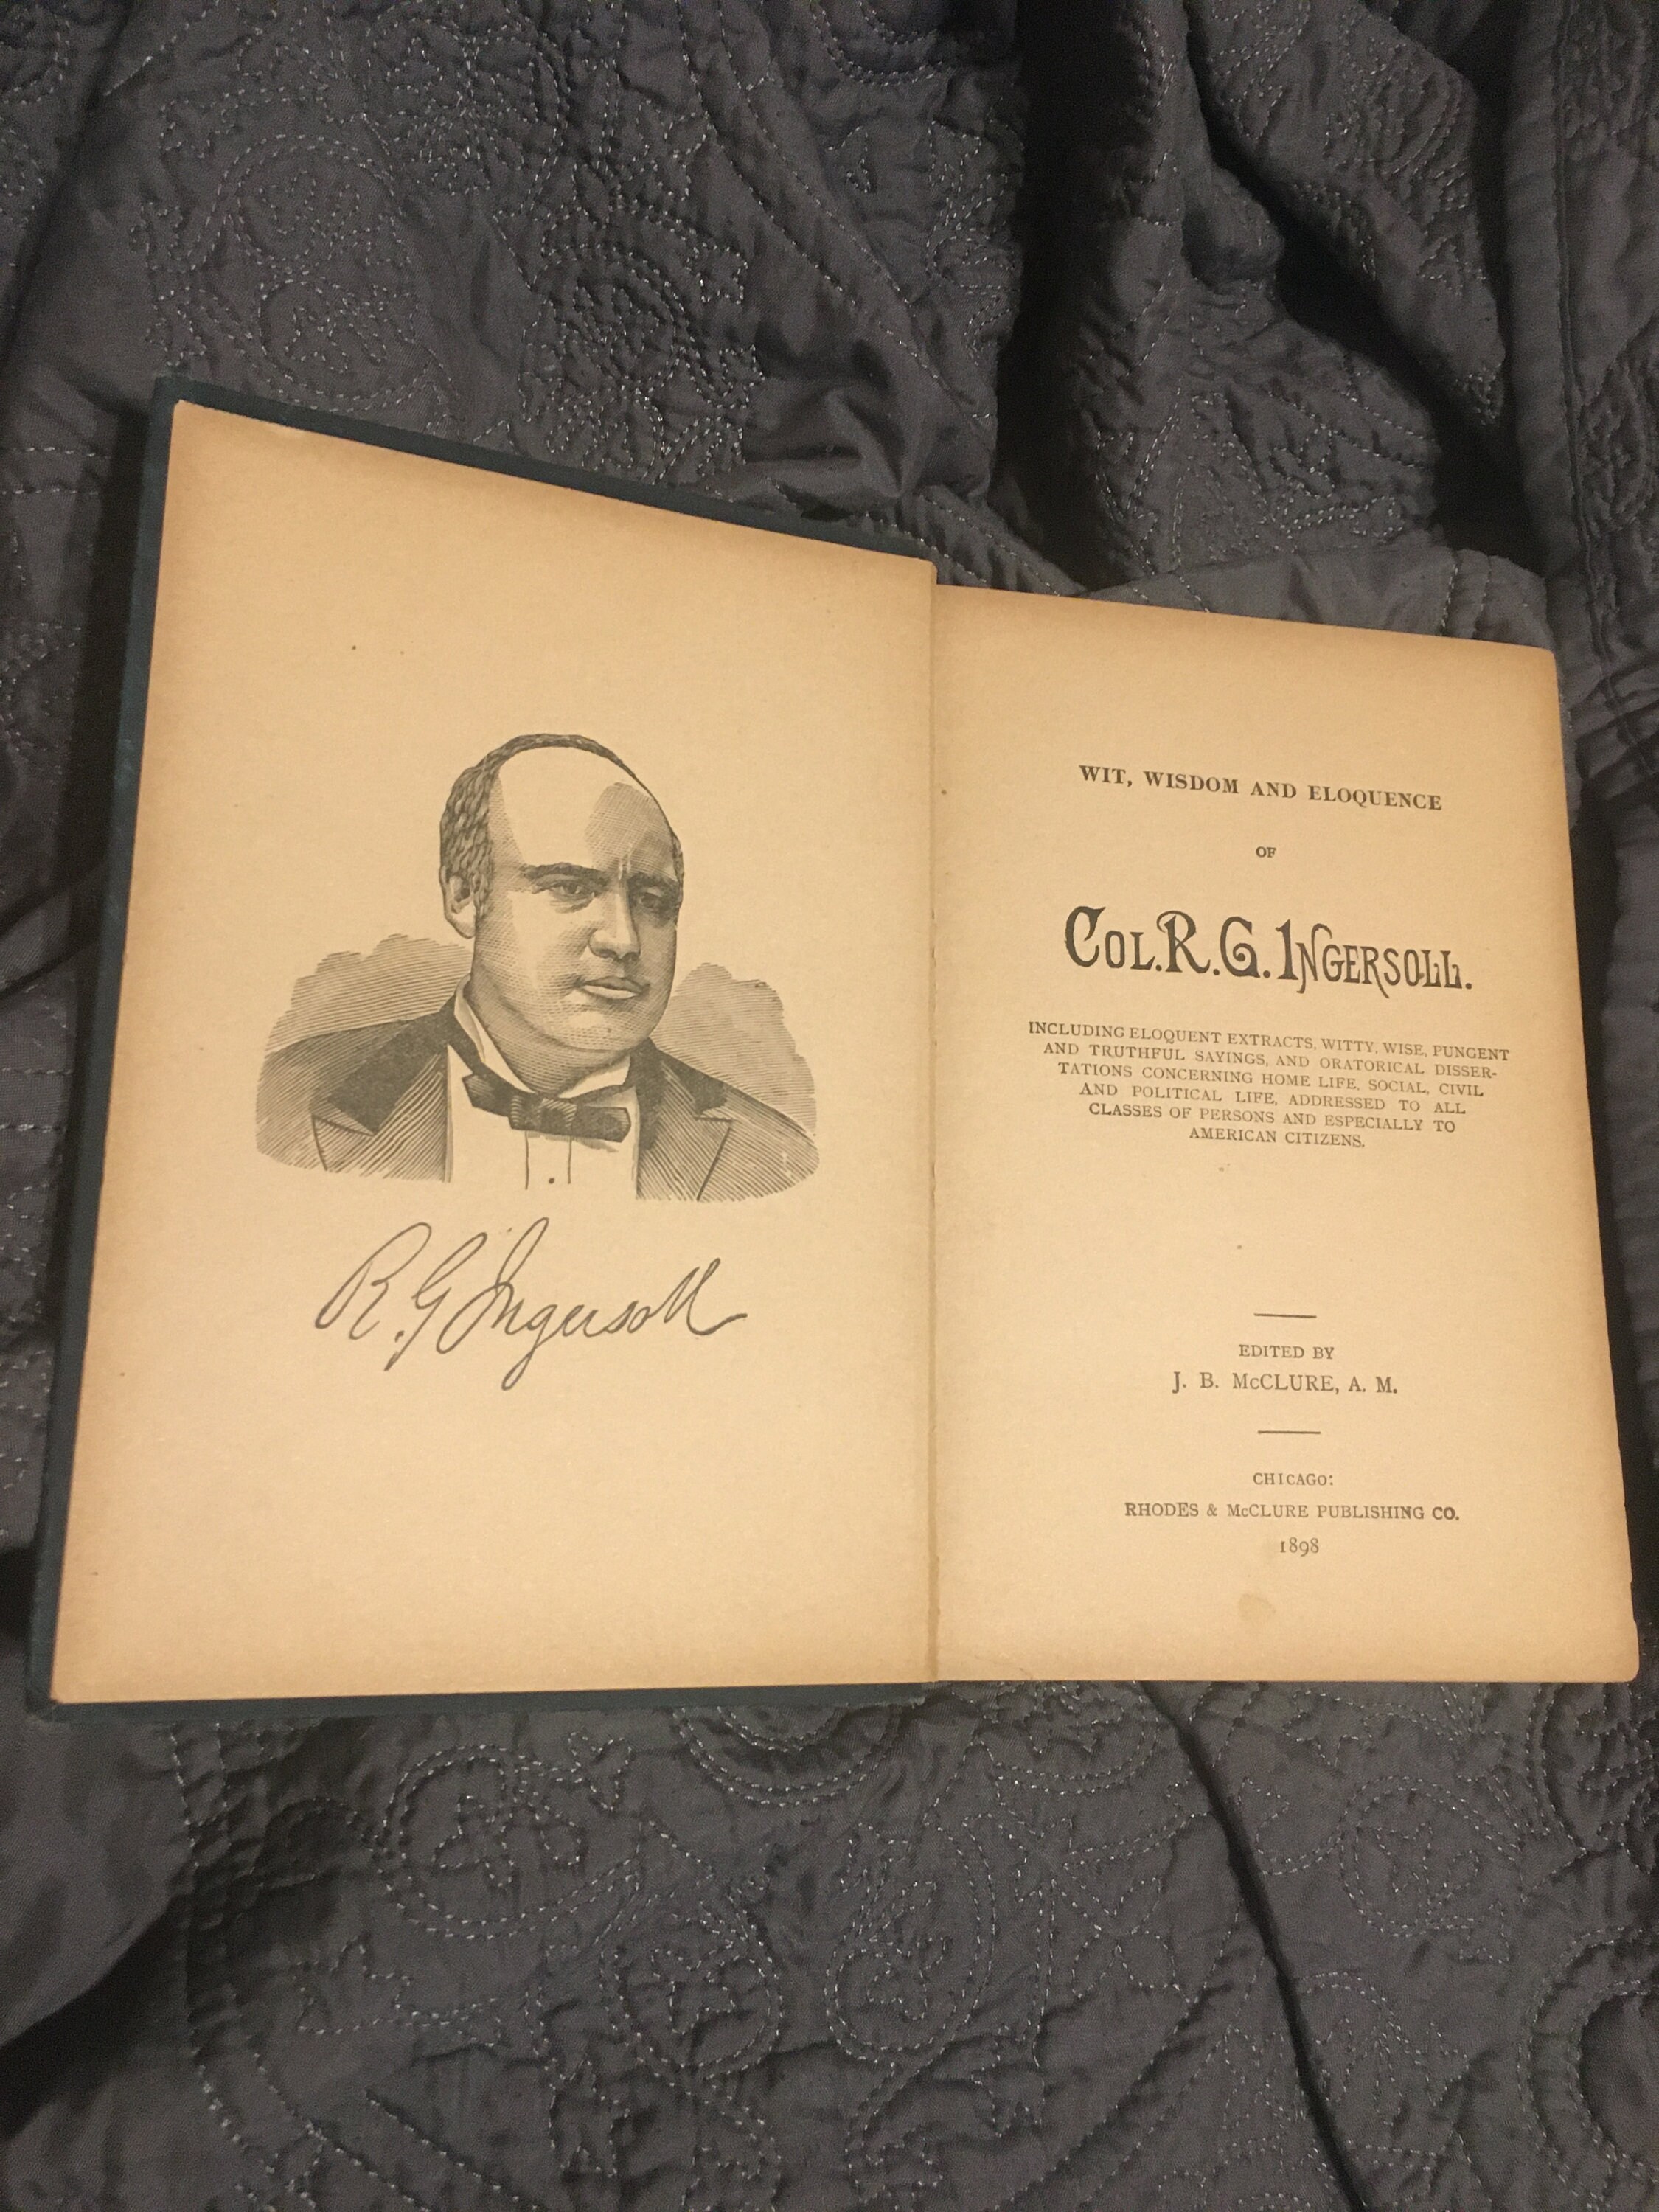 R. G. Ingersoll
WIT, WISDOM AND ELOQUENCE
OF
COL. R. G. INGERSOLL.
INCLUDING ELOQUENT EXTRACTS, WITTY, WISE, PUNGENT
AND TRUTHFUL SAYINGS, AND ORATORICAL DISSER-
TATIONS CONCERNING HOME LIFE, SOCIAL, CIVIL
AND POLITICAL LIFE, ADDRESSED TO ALL
CLASSES OF PERSONS AND ESPECIALLY TO
AMERICAN CITIZENS.
EDITED BY
J. B. McCLURE, A. M.
CHICAGO:
RHODES & McCLURE PUBLISHING CO.
1898